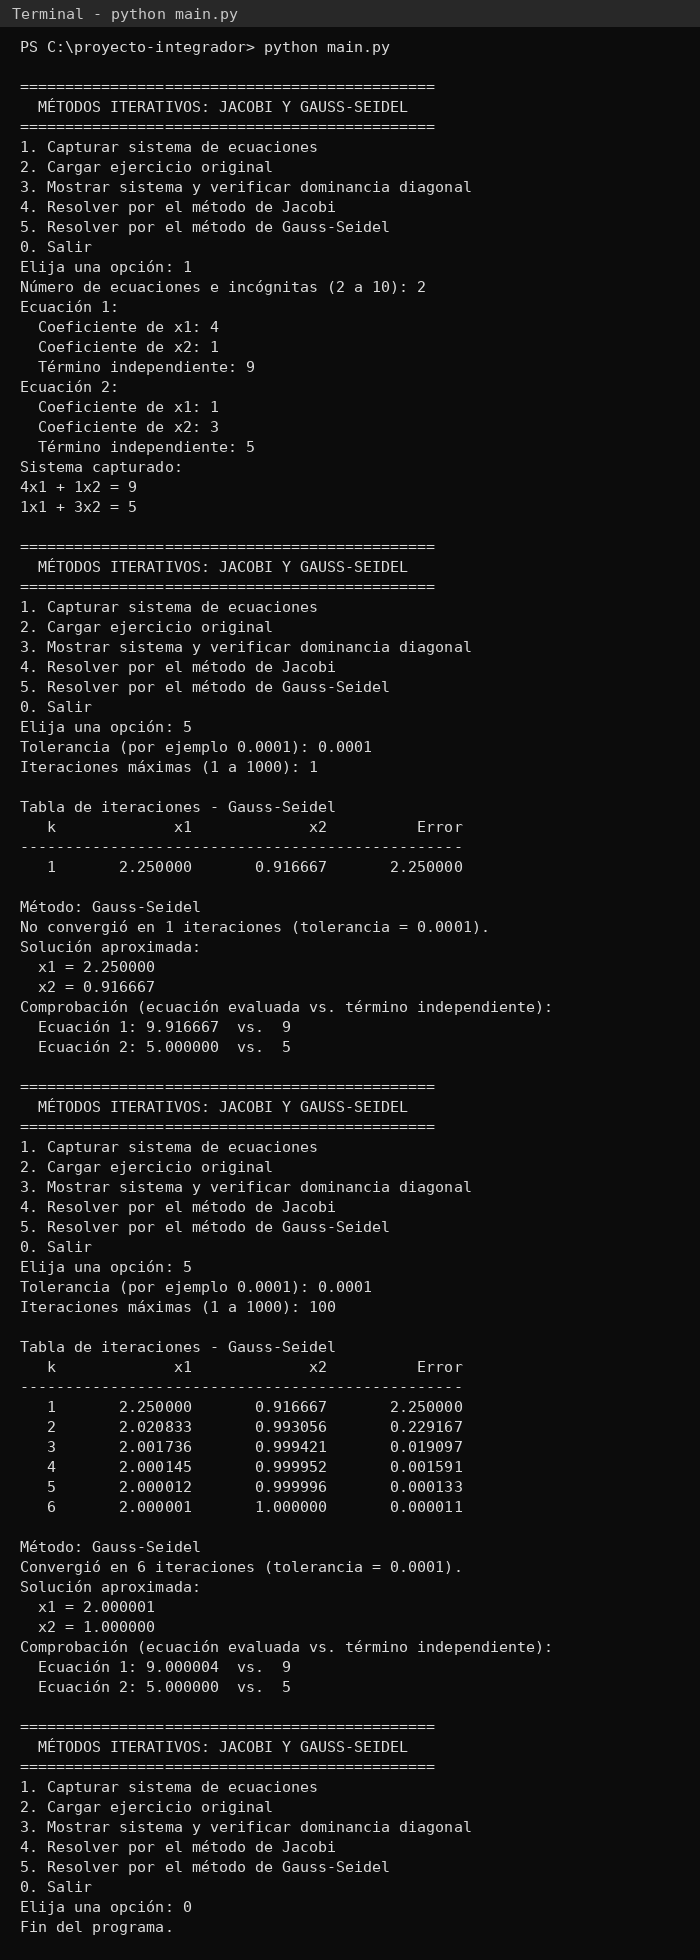 Terminal - python main.py
PS C:\proyecto-integrador> python main.py
==============================================
MÉTODOS ITERATIVOS: JACOBI Y GAUSS-SEIDEL
==============================================
1. Capturar sistema de ecuaciones
2. Cargar ejercicio original
3. Mostrar sistema y verificar dominancia diagonal
4. Resolver por el método de Jacobi
5. Resolver por el método de Gauss-Seidel
0. Salir
Elija una opción: 1
Número de ecuaciones e incógnitas (2 a 10): 2
Ecuación 1:
Coeficiente de x1: 4
Coeficiente de x2: 1
Término independiente: 9
Ecuación 2:
Coeficiente de x1: 1
Coeficiente de x2: 3
Término independiente: 5
Sistema capturado:
4x1 + 1x2 = 9
1x1 + 3x2 = 5
==============================================
MÉTODOS ITERATIVOS: JACOBI Y GAUSS-SEIDEL
==============================================
1. Capturar sistema de ecuaciones
2. Cargar ejercicio original
3. Mostrar sistema y verificar dominancia diagonal
4. Resolver por el método de Jacobi
5. Resolver por el método de Gauss-Seidel
0. Salir
Elija una opción: 5
Tolerancia (por ejemplo 0.0001): 0.0001
Iteraciones máximas (1 a 1000): 1
Tabla de iteraciones - Gauss-Seidel
k x1 x2 Error
-------------------------------------------------
1 2.250000 0.916667 2.250000
Método: Gauss-Seidel
No convergió en 1 iteraciones (tolerancia = 0.0001).
Solución aproximada:
x1 = 2.250000
x2 = 0.916667
Comprobación (ecuación evaluada vs. término independiente):
Ecuación 1: 9.916667 vs. 9
Ecuación 2: 5.000000 vs. 5
==============================================
MÉTODOS ITERATIVOS: JACOBI Y GAUSS-SEIDEL
==============================================
1. Capturar sistema de ecuaciones
2. Cargar ejercicio original
3. Mostrar sistema y verificar dominancia diagonal
4. Resolver por el método de Jacobi
5. Resolver por el método de Gauss-Seidel
0. Salir
Elija una opción: 5
Tolerancia (por ejemplo 0.0001): 0.0001
Iteraciones máximas (1 a 1000): 100
Tabla de iteraciones - Gauss-Seidel
k x1 x2 Error
-------------------------------------------------
1 2.250000 0.916667 2.250000
2 2.020833 0.993056 0.229167
3 2.001736 0.999421 0.019097
4 2.000145 0.999952 0.001591
5 2.000012 0.999996 0.000133
6 2.000001 1.000000 0.000011
Método: Gauss-Seidel
Convergió en 6 iteraciones (tolerancia = 0.0001).
Solución aproximada:
x1 = 2.000001
x2 = 1.000000
Comprobación (ecuación evaluada vs. término independiente):
Ecuación 1: 9.000004 vs. 9
Ecuación 2: 5.000000 vs. 5
==============================================
MÉTODOS ITERATIVOS: JACOBI Y GAUSS-SEIDEL
==============================================
1. Capturar sistema de ecuaciones
2. Cargar ejercicio original
3. Mostrar sistema y verificar dominancia diagonal
4. Resolver por el método de Jacobi
5. Resolver por el método de Gauss-Seidel
0. Salir
Elija una opción: 0
Fin del programa.